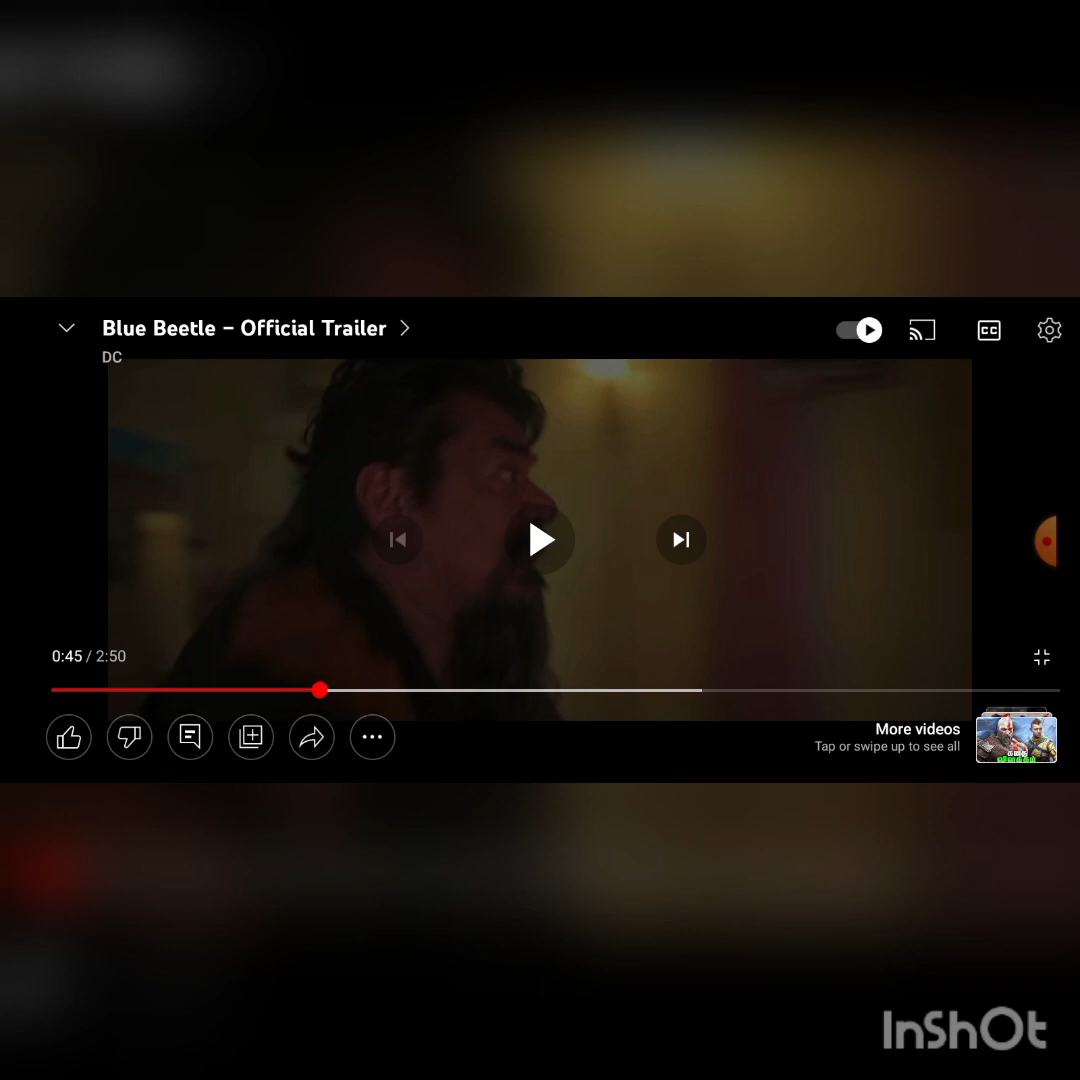 Blue Beetle – Official Trailer
DC
CC
0:45 / 2:50
More videos
Tap or swipe up to see all
InShOt